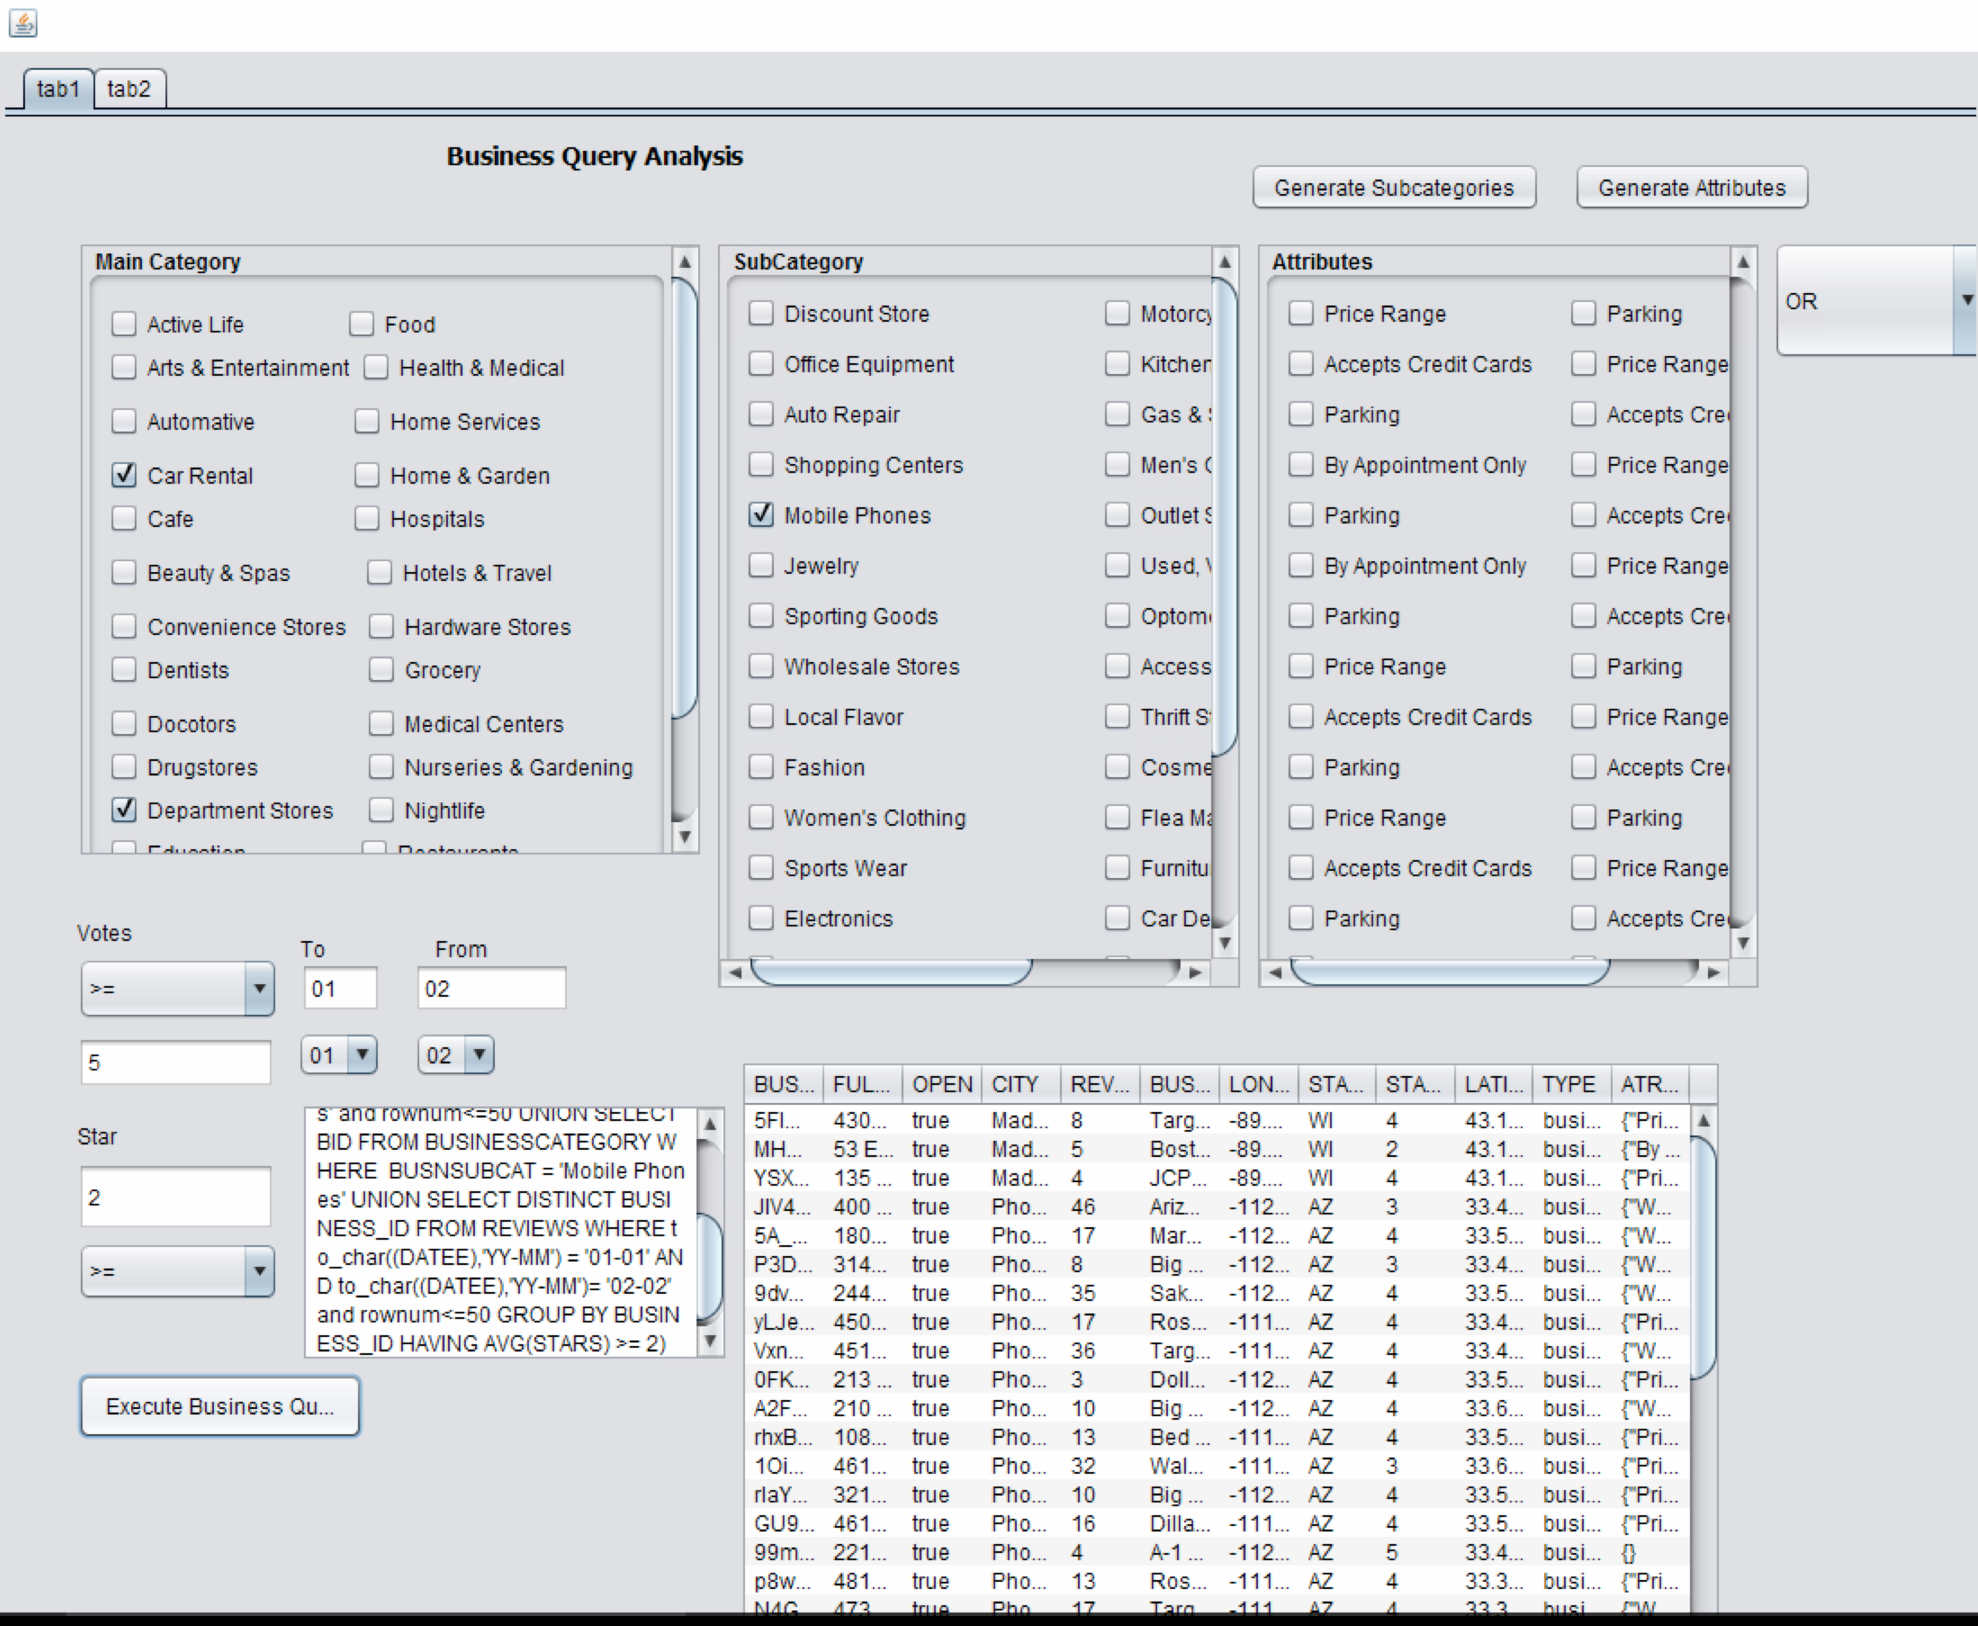 tab1 tab2
Business Query Analysis
Generate Subcategories Generate Attributes
Main Category
Active Life Food
Arts & Entertainment Health & Medical
Automative Home Services
Car Rental Home & Garden
Cafe Hospitals
Beauty & Spas Hotels & Travel
Convenience Stores Hardware Stores
Dentists Grocery
Docotors Medical Centers
Drugstores Nurseries & Gardening
Department Stores Nightlife
Education Restaurants
SubCategory
Discount Store Motorcy
Office Equipment Kitchen
Auto Repair Gas &
Shopping Centers Men's
Mobile Phones Outlet
Jewelry Used,
Sporting Goods Optom
Wholesale Stores Access
Local Flavor Thrift
Fashion Cosme
Women's Clothing Flea Ma
Sports Wear Furnitu
Electronics Car De
Attributes
Price Range Parking
Accepts Credit Cards Price Range
Parking Accepts Cre
By Appointment Only Price Range
Parking Accepts Cre
By Appointment Only Price Range
Parking Accepts Cre
Price Range Parking
Accepts Credit Cards Price Range
Parking Accepts Cre
Price Range Parking
Accepts Credit Cards Price Range
Parking Accepts Cre
OR
Votes
To From
>= 01 02
5 01 02
Star
2
>=
s' and rownum<=50 UNION SELECT
BID FROM BUSINESSCATEGORY W
HERE BUSNSUBCAT = 'Mobile Phon
es' UNION SELECT DISTINCT BUSI
NESS_ID FROM REVIEWS WHERE t
o_char((DATEE),'YY-MM') = '01-01' AN
D to_char((DATEE),'YY-MM')= '02-02'
and rownum<=50 GROUP BY BUSIN
ESS_ID HAVING AVG(STARS) >= 2)
Execute Business Qu...
BUS... FUL... OPEN CITY REV... BUS... LON... STA... STA... LATI... TYPE ATR...
5FI... 430... true Mad... 8 Targ... -89.... WI 4 43.1... busi... {"Pri...
MH... 53 E... true Mad... 5 Bost... -89.... WI 2 43.1... busi... {"By ...
YSX... 135 ... true Mad... 4 JCP... -89.... WI 4 43.1... busi... {"Pri...
JIV4... 400 ... true Pho... 46 Ariz... -112... AZ 3 33.4... busi... {"W...
5A_... 180... true Pho... 17 Mar... -112... AZ 4 33.5... busi... {"W...
P3D... 314... true Pho... 8 Big ... -112... AZ 3 33.4... busi... {"W...
9dv... 244... true Pho... 35 Sak... -112... AZ 4 33.5... busi... {"W...
yLJe... 450... true Pho... 17 Ros... -112... AZ 4 33.4... busi... {"Pri...
Vxn... 451... true Pho... 36 Targ... -111... AZ 4 33.4... busi... {"W...
0FK... 213 ... true Pho... 3 Doll... -112... AZ 4 33.5... busi... {"Pri...
A2F... 210 ... true Pho... 10 Big ... -112... AZ 4 33.6... busi... {"W...
rhxB... 108... true Pho... 13 Bed ... -111... AZ 4 33.5... busi... {"Pri...
1Oi... 461... true Pho... 32 Wal... -111... AZ 3 33.6... busi... {"Pri...
rlaY... 321... true Pho... 10 Big ... -112... AZ 4 33.5... busi... {"Pri...
GU9... 461... true Pho... 16 Dilla... -111... AZ 4 33.5... busi... {"Pri...
99m... 221... true Pho... 4 A-1 ... -112... AZ 5 33.4... busi... {}
p8w... 481... true Pho... 13 Ros... -111... AZ 4 33.3... busi... {"Pri...
N4G 473 true Pho 17 Targ -111 AZ 4 33.3 busi {"W